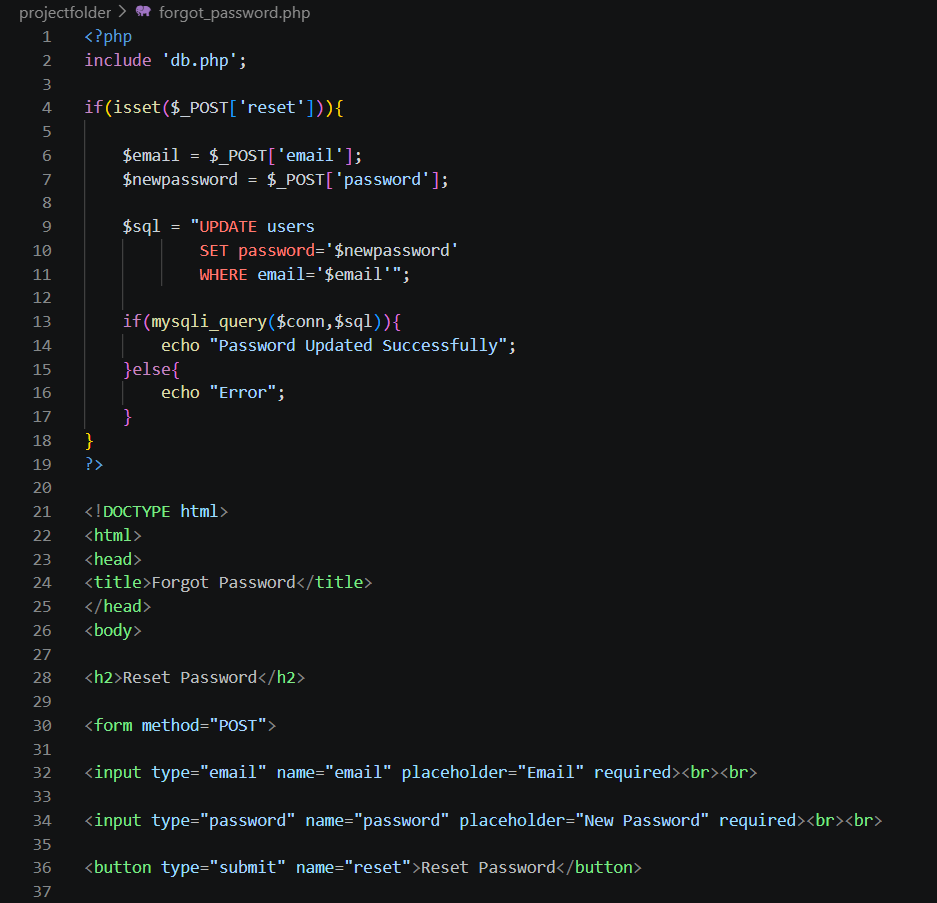 projectfolder > forgot_password.php
1 <?php
2 include 'db.php';
3
4 if(isset($_POST['reset'])){
5
6 $email = $_POST['email'];
7 $newpassword = $_POST['password'];
8
9 $sql = "UPDATE users
10 SET password='$newpassword'
11 WHERE email='$email'";
12
13 if(mysqli_query($conn,$sql)){
14 echo "Password Updated Successfully";
15 }else{
16 echo "Error";
17 }
18 }
19 ?>
20
21 <!DOCTYPE html>
22 <html>
23 <head>
24 <title>Forgot Password</title>
25 </head>
26 <body>
27
28 <h2>Reset Password</h2>
29
30 <form method="POST">
31
32 <input type="email" name="email" placeholder="Email" required><br><br>
33
34 <input type="password" name="password" placeholder="New Password" required><br><br>
35
36 <button type="submit" name="reset">Reset Password</button>
37